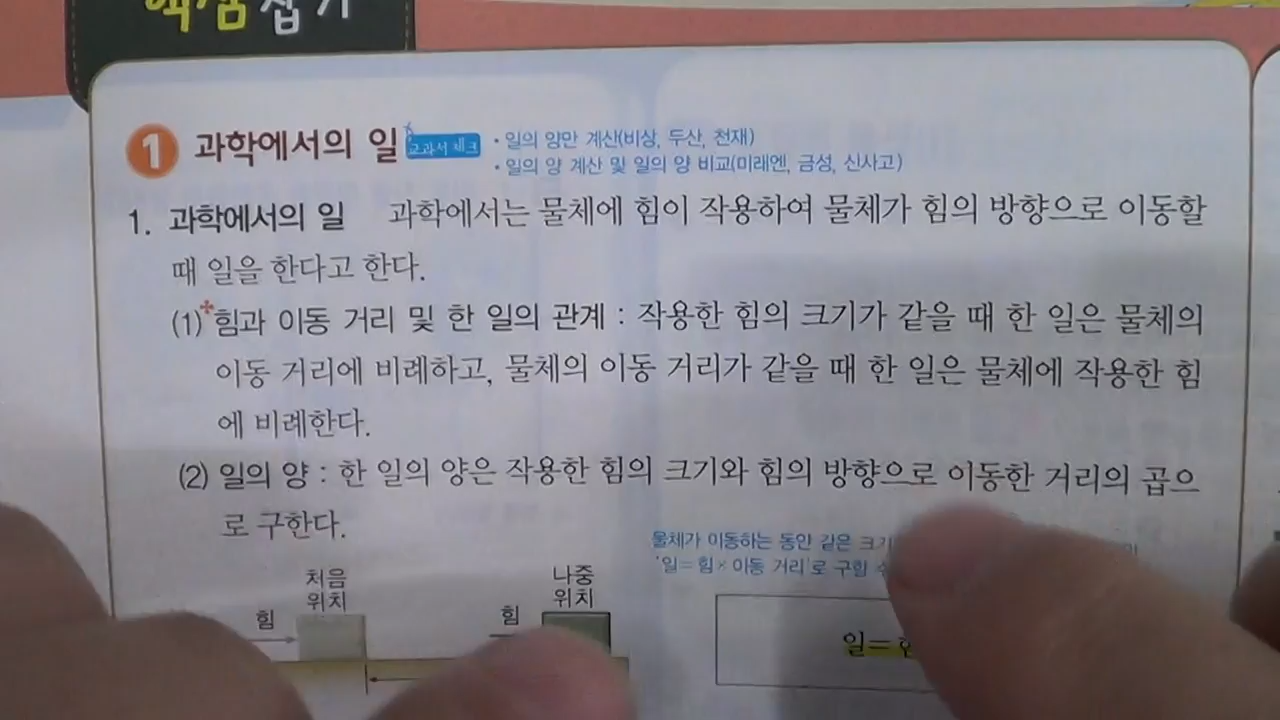 과학에서의 일 교과서 체크
1
• 일의 양만 계산(비상, 두산, 천재)
• 일의 양 계산 및 일의 양 비교(미래엔, 금성, 신사고)
1. 과학에서의 일 과학에서는 물체에 힘이 작용하여 물체가 힘의 방향으로 이동할
때 일을 한다고 한다.
(1)*힘과 이동 거리 및 한 일의 관계 : 작용한 힘의 크기가 같을 때 한 일은 물체의
이동 거리에 비례하고, 물체의 이동 거리가 같을 때 한 일은 물체에 작용한 힘
에 비례한다.
(2) 일의 양 : 한 일의 양은 작용한 힘의 크기와 힘의 방향으로 이동한 거리의 곱으
로 구한다.
물체가 이동하는 동안 같은
'일=힘×이동 거리'로 구할
처음
위치
나중
위치
힘
힘
일=